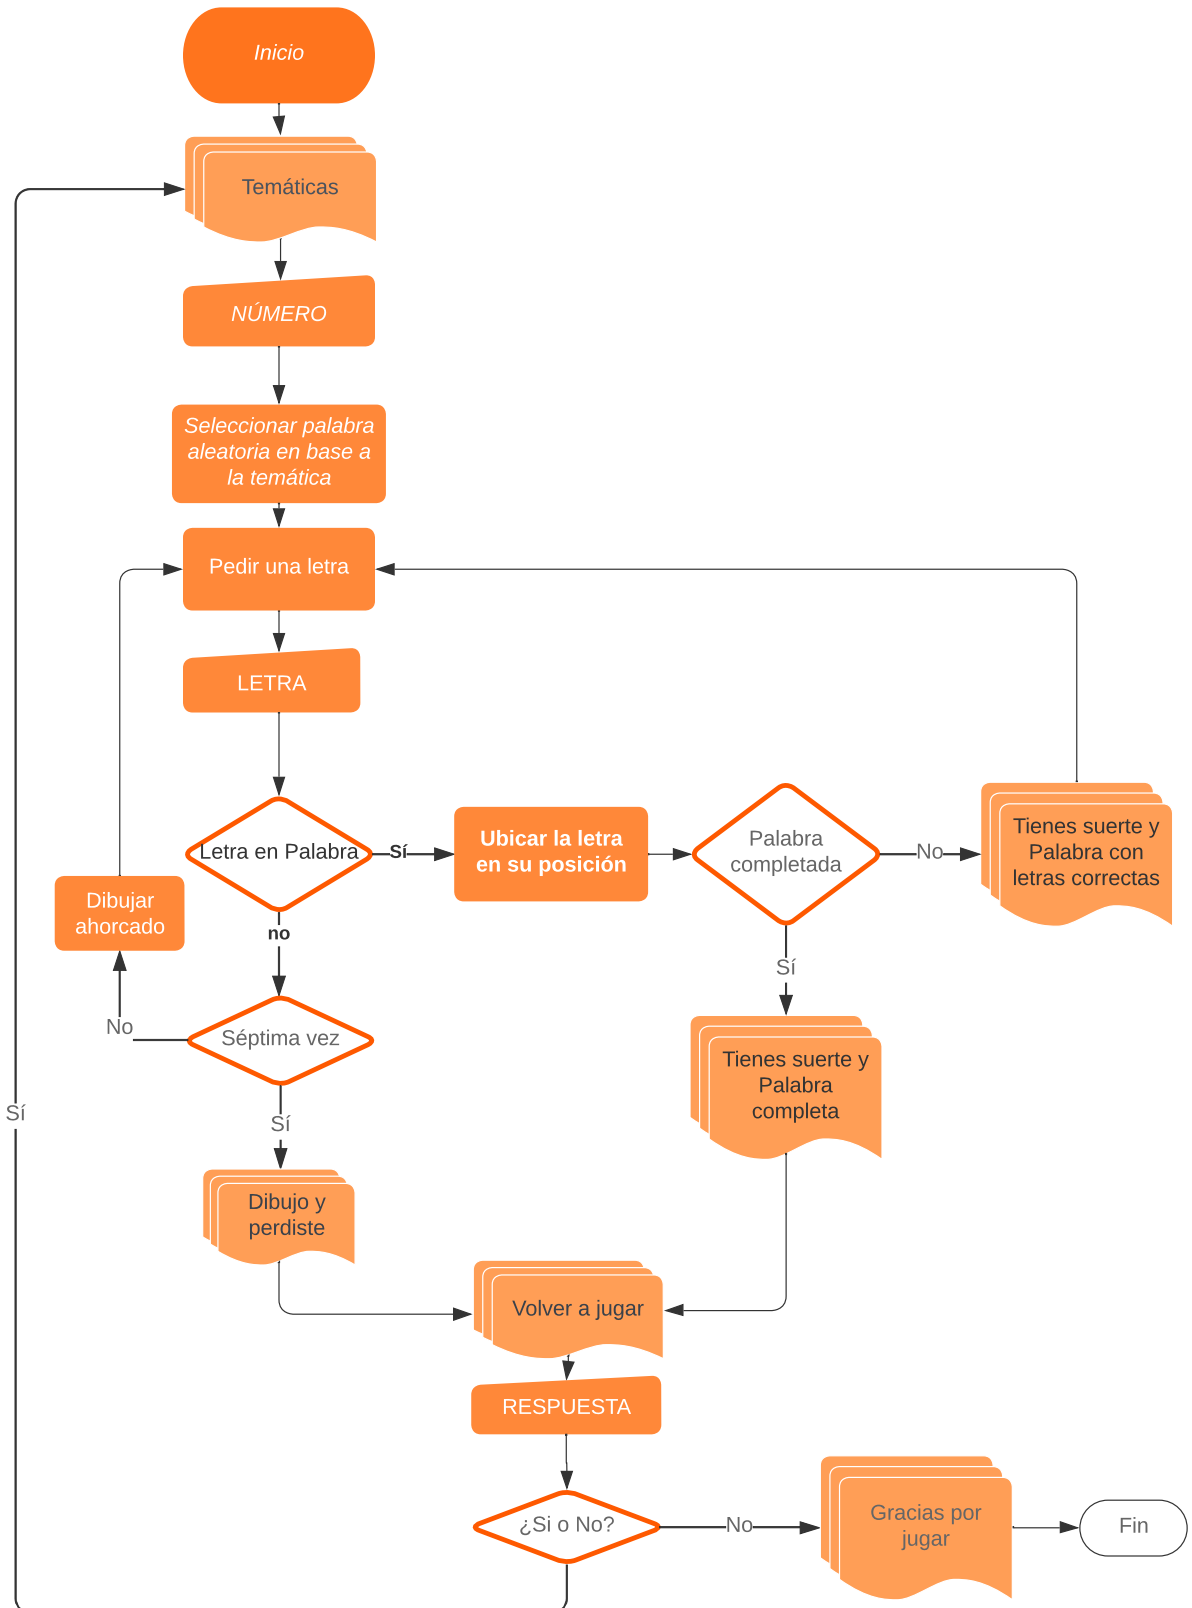 Inicio
Temáticas
NÚMERO
Seleccionar palabra
aleatoria en base a
la temática
Pedir una letra
LETRA
Letra en Palabra
Sí
Ubicar la letra
en su posición
Palabra
completada
No
Tienes suerte y
Palabra con
letras correctas
Dibujar
ahorcado
no
Sí
No
Séptima vez
Tienes suerte y
Palabra
completa
Sí
Sí
Dibujo y
perdiste
Volver a jugar
RESPUESTA
¿Si o No?
No
Gracias por
jugar
Fin